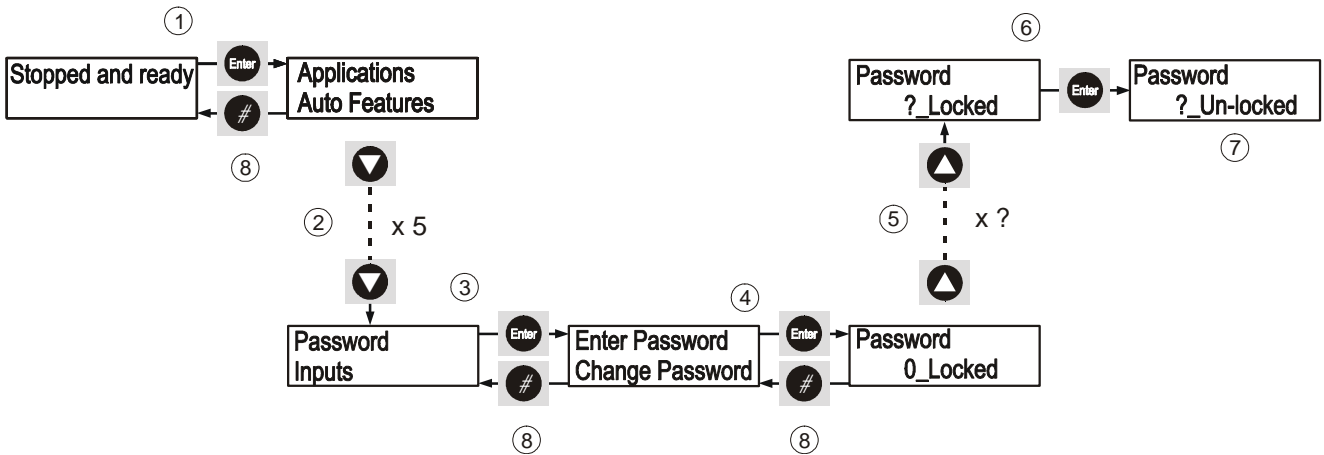 1
6
Stopped and ready
Enter
Applications
Auto Features
#
8
Password
?_Locked
Enter
Password
?_Un-locked
7
2
x 5
5
x ?
3
4
Password
Inputs
Enter
#
Enter Password
Change Password
Enter
#
Password
0_Locked
8
8